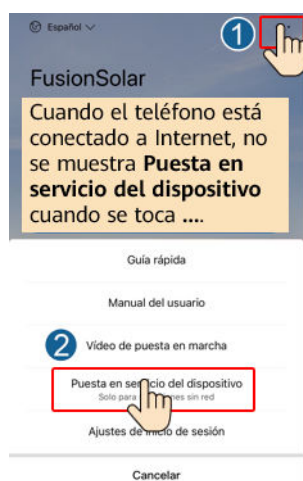 Español
1
FusionSolar
Cuando el teléfono está
conectado a Internet, no
se muestra Puesta en
servicio del dispositivo
cuando se toca ....
Guía rápida
Manual del usuario
2 Vídeo de puesta en marcha
Puesta en servicio del dispositivo
Solo para sin red
Ajustes de inicio de sesión
Cancelar